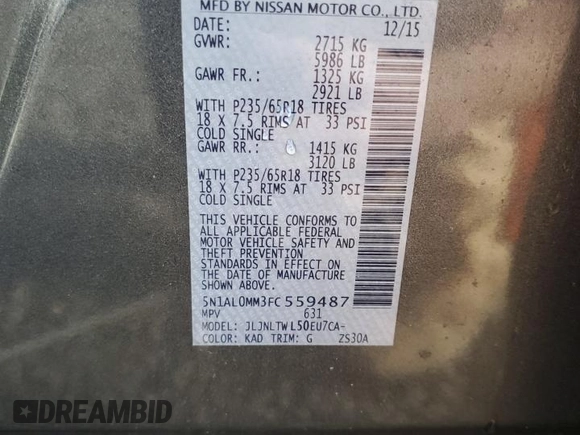 MFD BY NISSAN MOTOR CO., LTD.
DATE: 12/15
GVWR: 2715 KG
5986 LB
GAWR FR.: 1325 KG
2921 LB
WITH P235/65R18 TIRES
18 X 7.5 RIMS AT 33 PSI
COLD SINGLE
GAWR RR.: 1415 KG
3120 LB
WITH P235/65R18 TIRES
18 X 7.5 RIMS AT 33 PSI
COLD SINGLE
THIS VEHICLE CONFORMS TO
ALL APPLICABLE FEDERAL
MOTOR VEHICLE SAFETY AND
THEFT PREVENTION
STANDARDS IN EFFECT ON
THE DATE OF MANUFACTURE
SHOWN ABOVE.
5N1AL0MM3FC559487
MPV 631
MODEL: JLJNLTWL50EU7CA-
COLOR: KAD TRIM: G ZS30A
DREAMBID